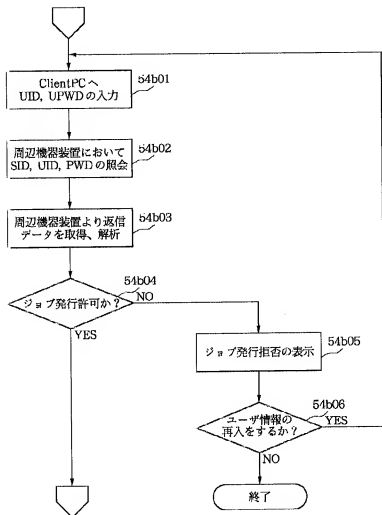 ClientPCへ
UID, UPWDの入力
54b01
周辺機器装置において
SID, UID, PWDの照会
54b02
周辺機器装置より返信
データを取得、解析
54b03
ジョブ発行許可か？
54b04
NO
YES
ジョブ発行拒否の表示
54b05
ユーザ情報の
再入をするか？
54b06
YES
NO
終了